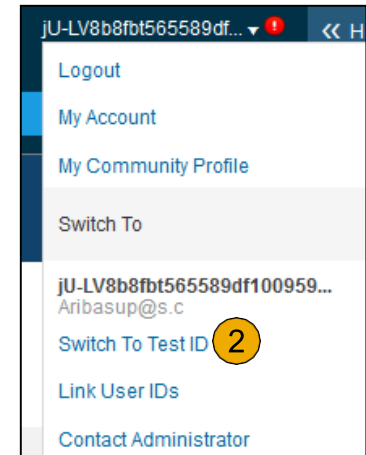 jU-LV8b8fbt565589df... ! « H
Logout
My Account
My Community Profile
Switch To
jU-LV8b8fbt565589df100959...
Aribasup@s.c
Switch To Test ID 2
Link User IDs
Contact Administrator